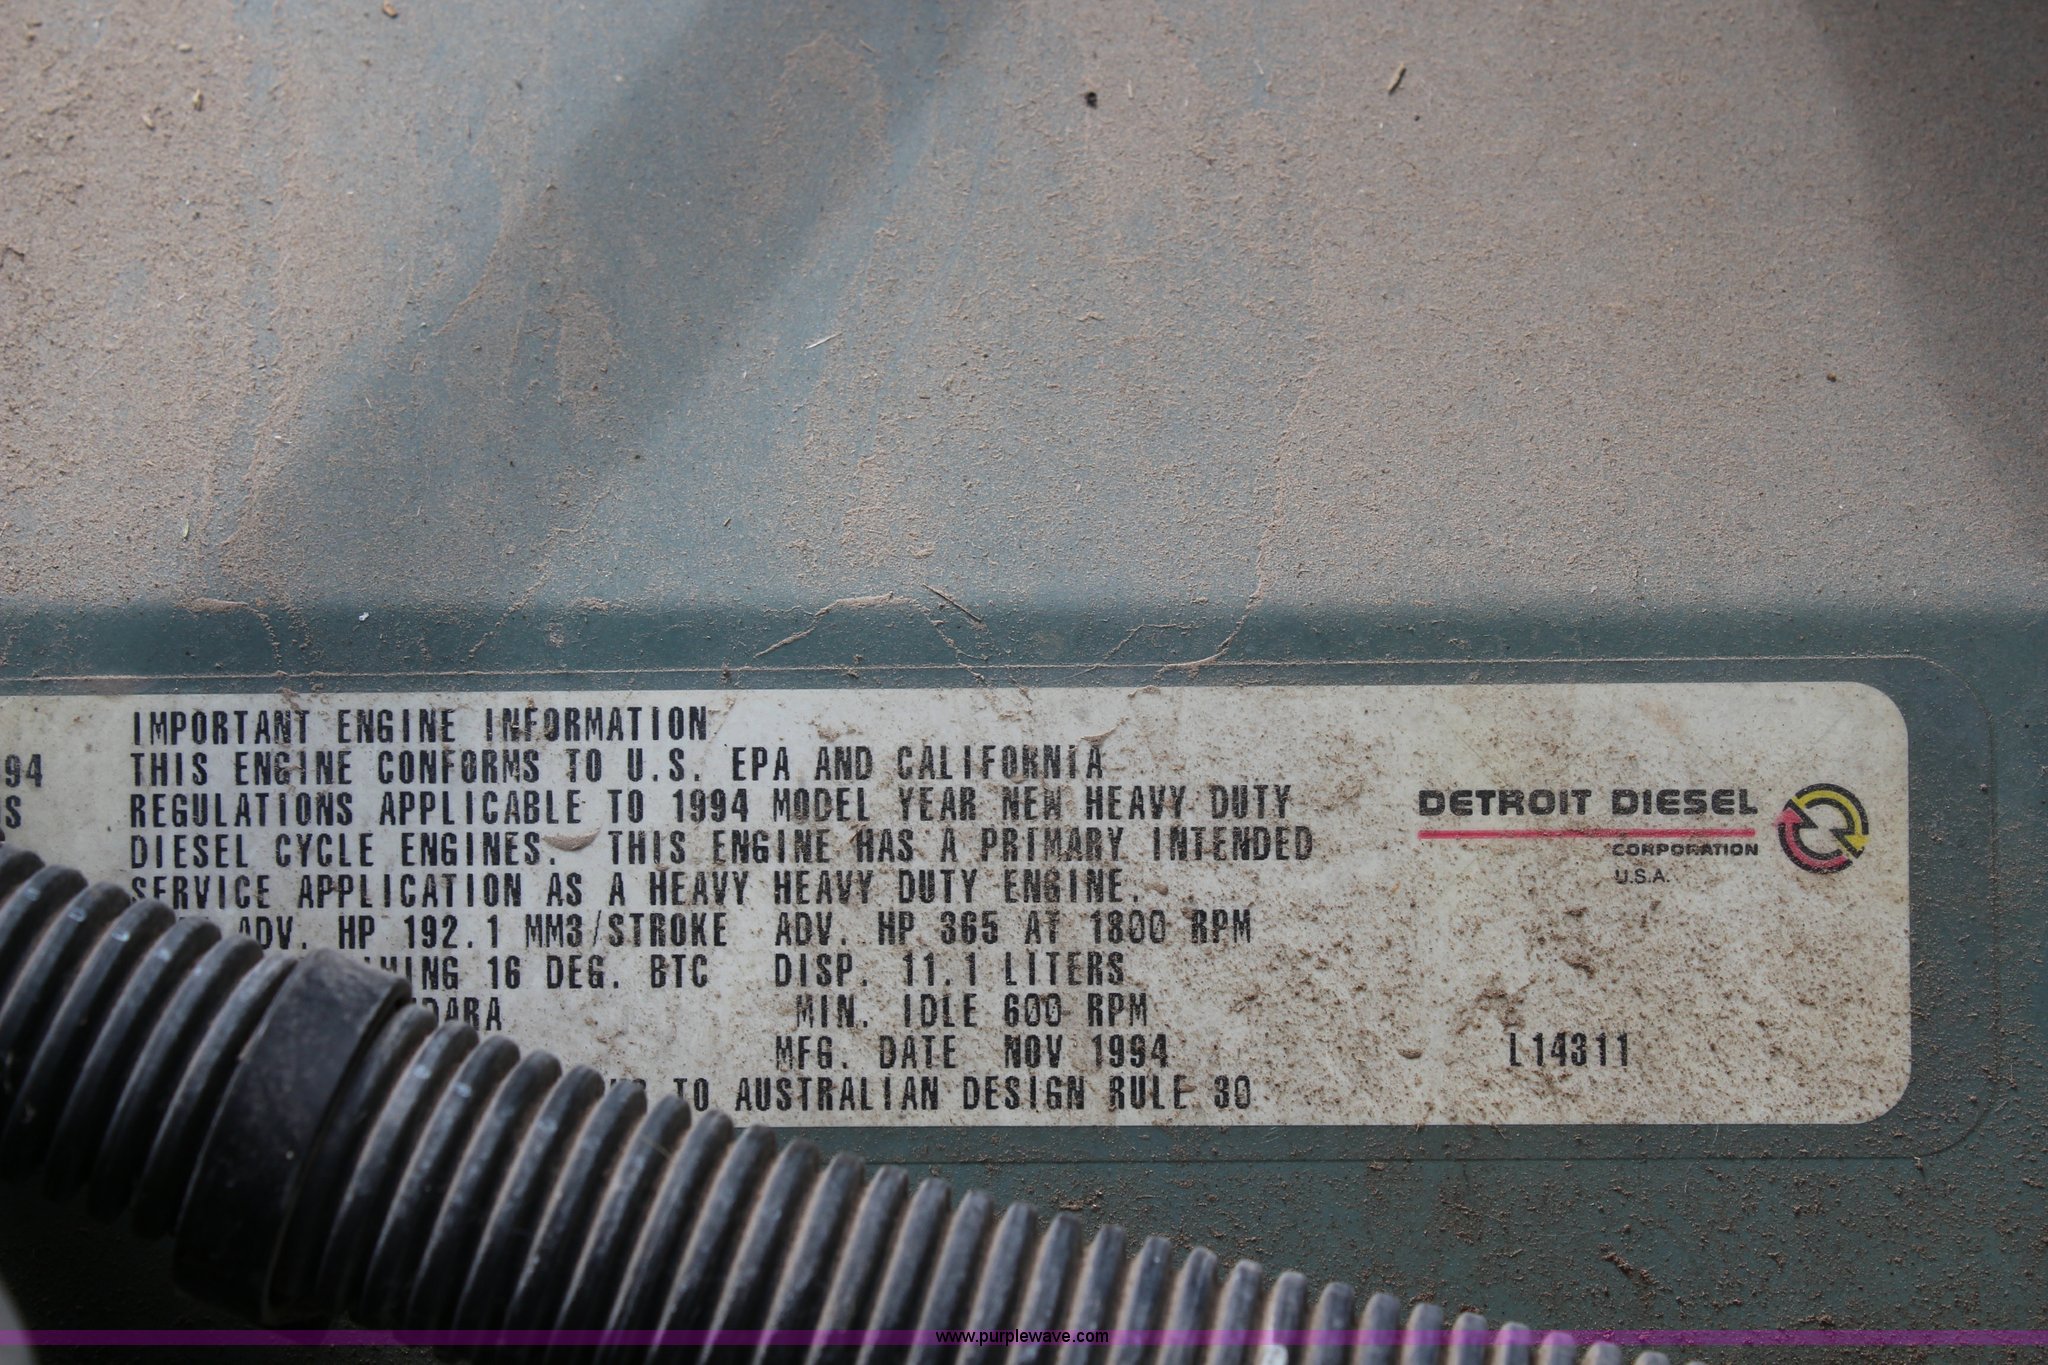 IMPORTANT ENGINE INFORMATION
94 THIS ENGINE CONFORMS TO U.S. EPA AND CALIFORNIA
S REGULATIONS APPLICABLE TO 1994 MODEL YEAR NEW HEAVY DUTY
DIESEL CYCLE ENGINES. THIS ENGINE HAS A PRIMARY INTENDED
SERVICE APPLICATION AS A HEAVY HEAVY DUTY ENGINE.
ADV. HP 192.1 MM3/STROKE ADV. HP 365 AT 1800 RPM
16 DEG. BTC DISP. 11.1 LITERS
MIN. IDLE 600 RPM
MFG. DATE NOV 1994
TO AUSTRALIAN DESIGN RULE 30
DETROIT DIESEL
CORPORATION
U.S.A.
L14311
www.purplewave.com